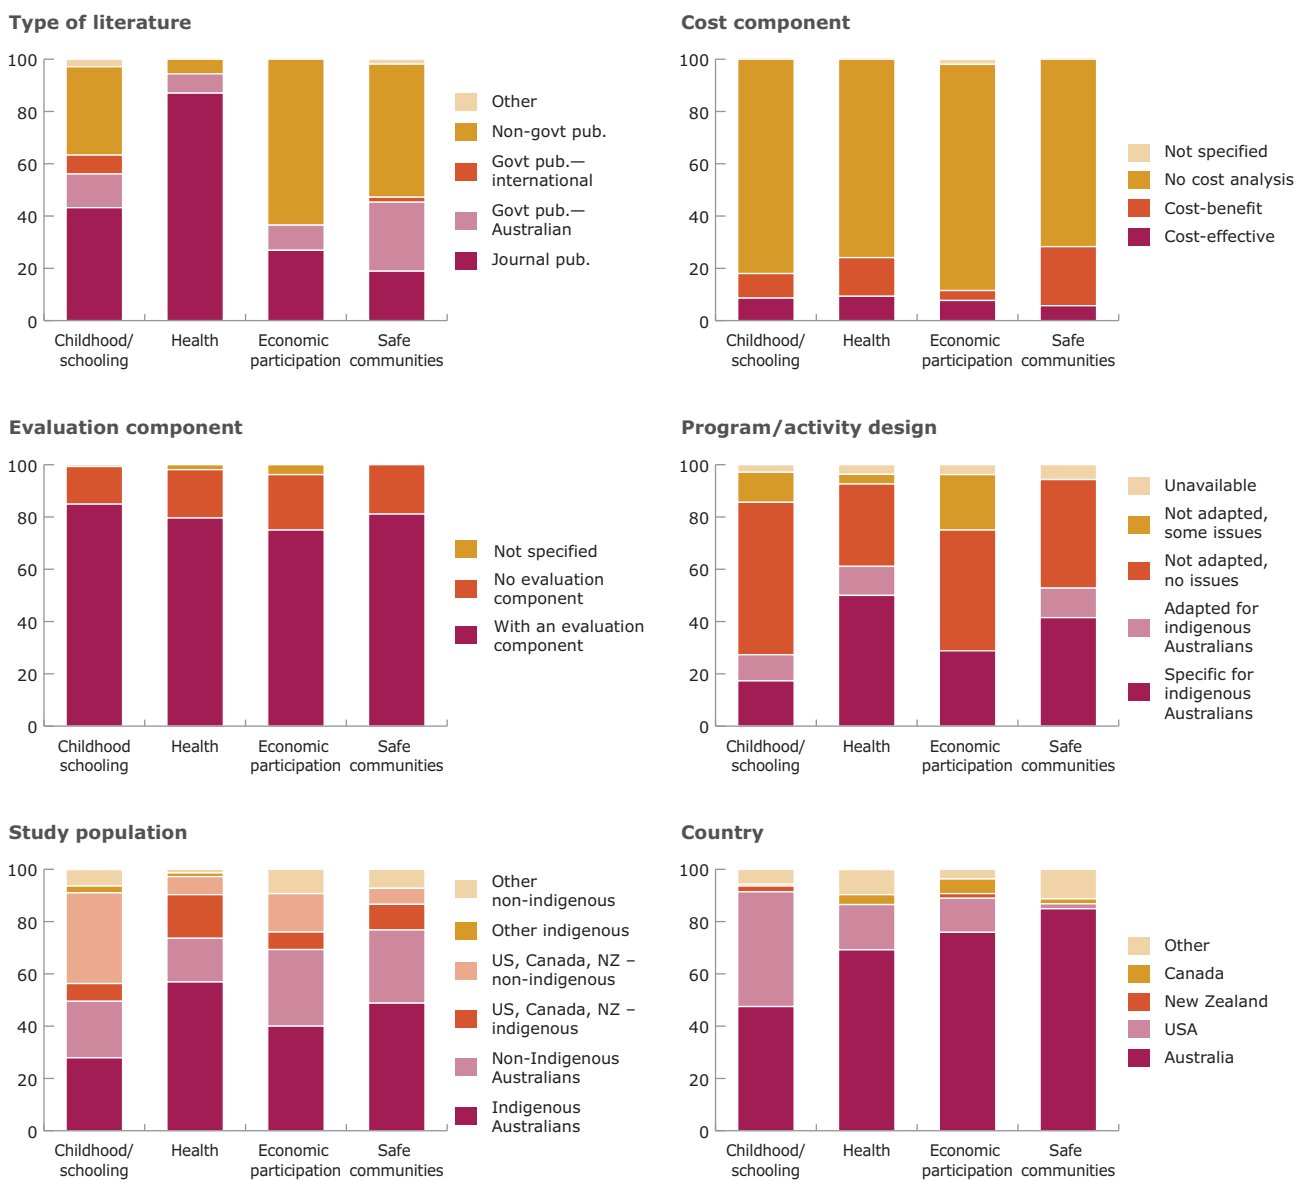 Type of literature
100
80
60
40
20
0
Childhood/
schooling
Health
Economic
participation
Safe
communities
Other
Non-govt pub.
Govt pub.—
international
Govt pub.—
Australian
Journal pub.
Cost component
100
80
60
40
20
0
Childhood/
schooling
Health
Economic
participation
Safe
communities
Not specified
No cost analysis
Cost-benefit
Cost-effective
Evaluation component
100
80
60
40
20
0
Childhood
schooling
Health
Economic
participation
Safe
communities
Not specified
No evaluation
component
With an evaluation
component
Program/activity design
100
80
60
40
20
0
Childhood/
schooling
Health
Economic
participation
Safe
communities
Unavailable
Not adapted,
some issues
Not adapted,
no issues
Adapted for
indigenous
Australians
Specific for
indigenous
Australians
Study population
100
80
60
40
20
0
Childhood/
schooling
Health
Economic
participation
Safe
communities
Other
non-indigenous
Other indigenous
US, Canada, NZ –
non-indigenous
US, Canada, NZ –
indigenous
Non-Indigenous
Australians
Indigenous
Australians
Country
100
80
60
40
20
0
Childhood/
schooling
Health
Economic
participation
Safe
communities
Other
Canada
New Zealand
USA
Australia